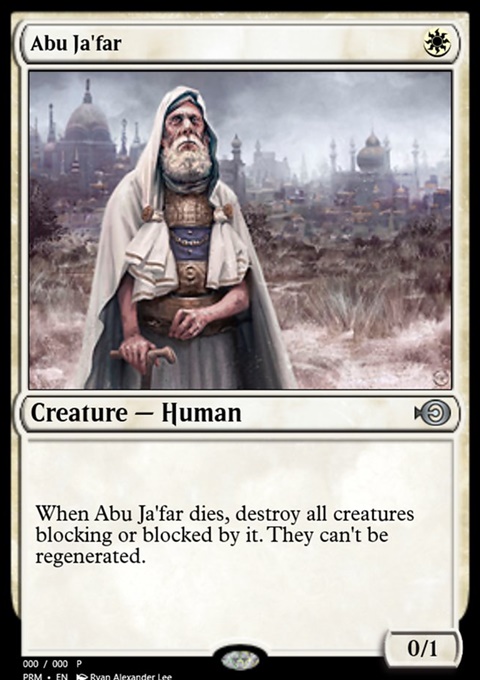 Abu Ja'far
Creature — Human
When Abu Ja'far dies, destroy all creatures
blocking or blocked by it. They can't be
regenerated.
0/1
000 / 000 P
PRM • EN Ryan Alexander Lee